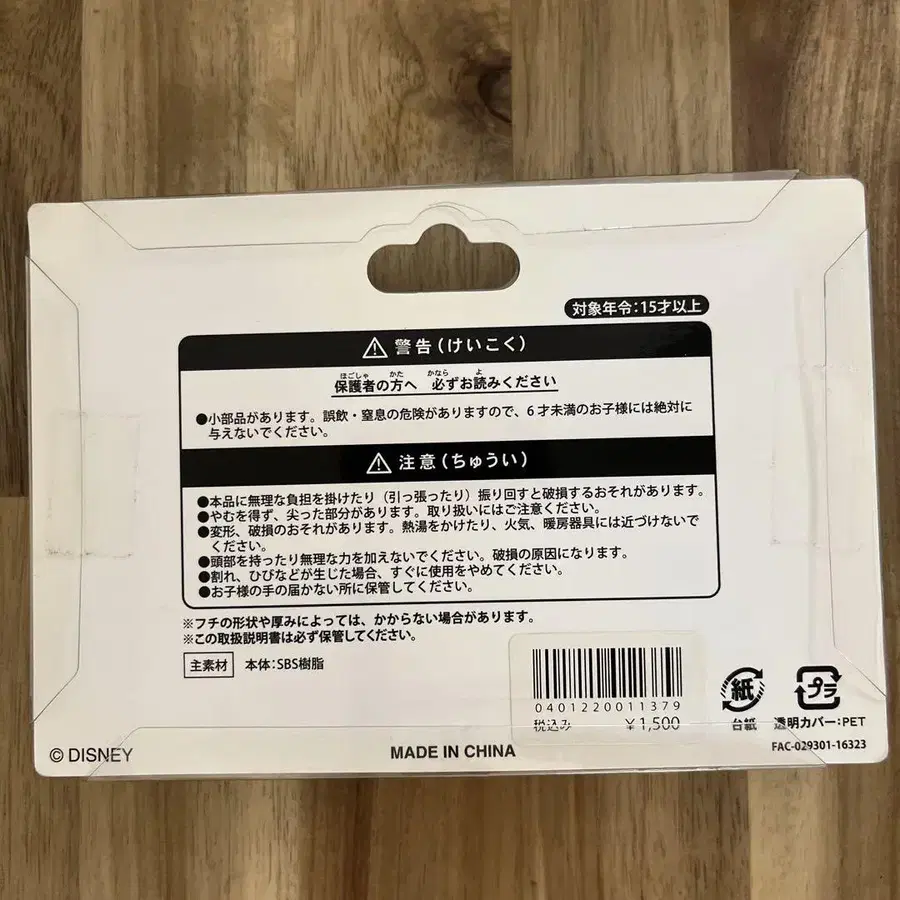 対象年令:15才以上
⚠ 警告(けいこく)
保護者の方へ 必ずお読みください
ほごしゃ かた かなら よ
●小部品があります。誤飲・窒息の危険がありますので、6才未満のお子様には絶対に
与えないでください。
⚠ 注意(ちゅうい)
●本品に無理な負担を掛けたり(引っ張ったり)振り回すと破損するおそれがあります。
●やむを得ず、尖った部分があります。取り扱いにはご注意ください。
●変形、破損のおそれがあります。熱湯をかけたり、火気、暖房器具には近づけないで
ください。
●頭部を持ったり無理な力を加えないでください。破損の原因になります。
●割れ、ひびなどが生じた場合、すぐに使用をやめてください。
●お子様の手の届かない所に保管してください。
※フチの形状や厚みによっては、かからない場合があります。
※この取扱説明書は必ず保管してください。
主素材 本体:SBS樹脂
0401220011379
税込み ¥1,500
紙
台紙
プラ
透明カバー:PET
FAC-029301-16323
© DISNEY
MADE IN CHINA